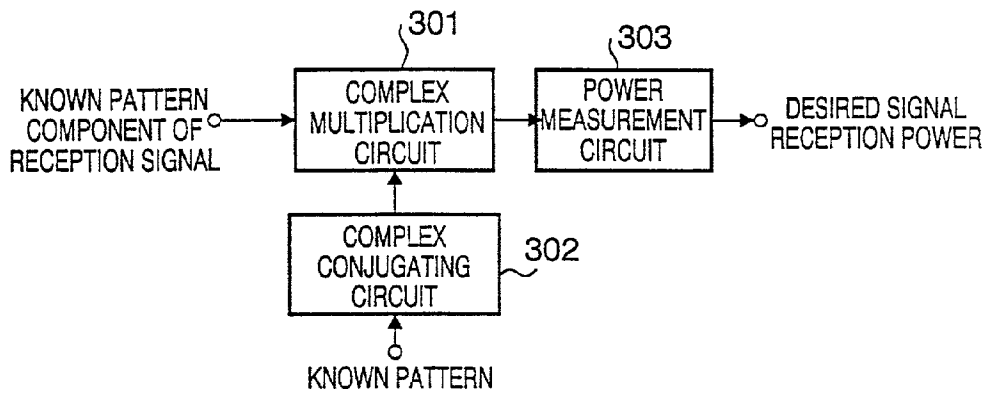 301
303
KNOWN PATTERN
COMPONENT OF
RECEPTION SIGNAL
COMPLEX
MULTIPLICATION
CIRCUIT
POWER
MEASUREMENT
CIRCUIT
DESIRED SIGNAL
RECEPTION POWER
COMPLEX
CONJUGATING
CIRCUIT
302
KNOWN PATTERN